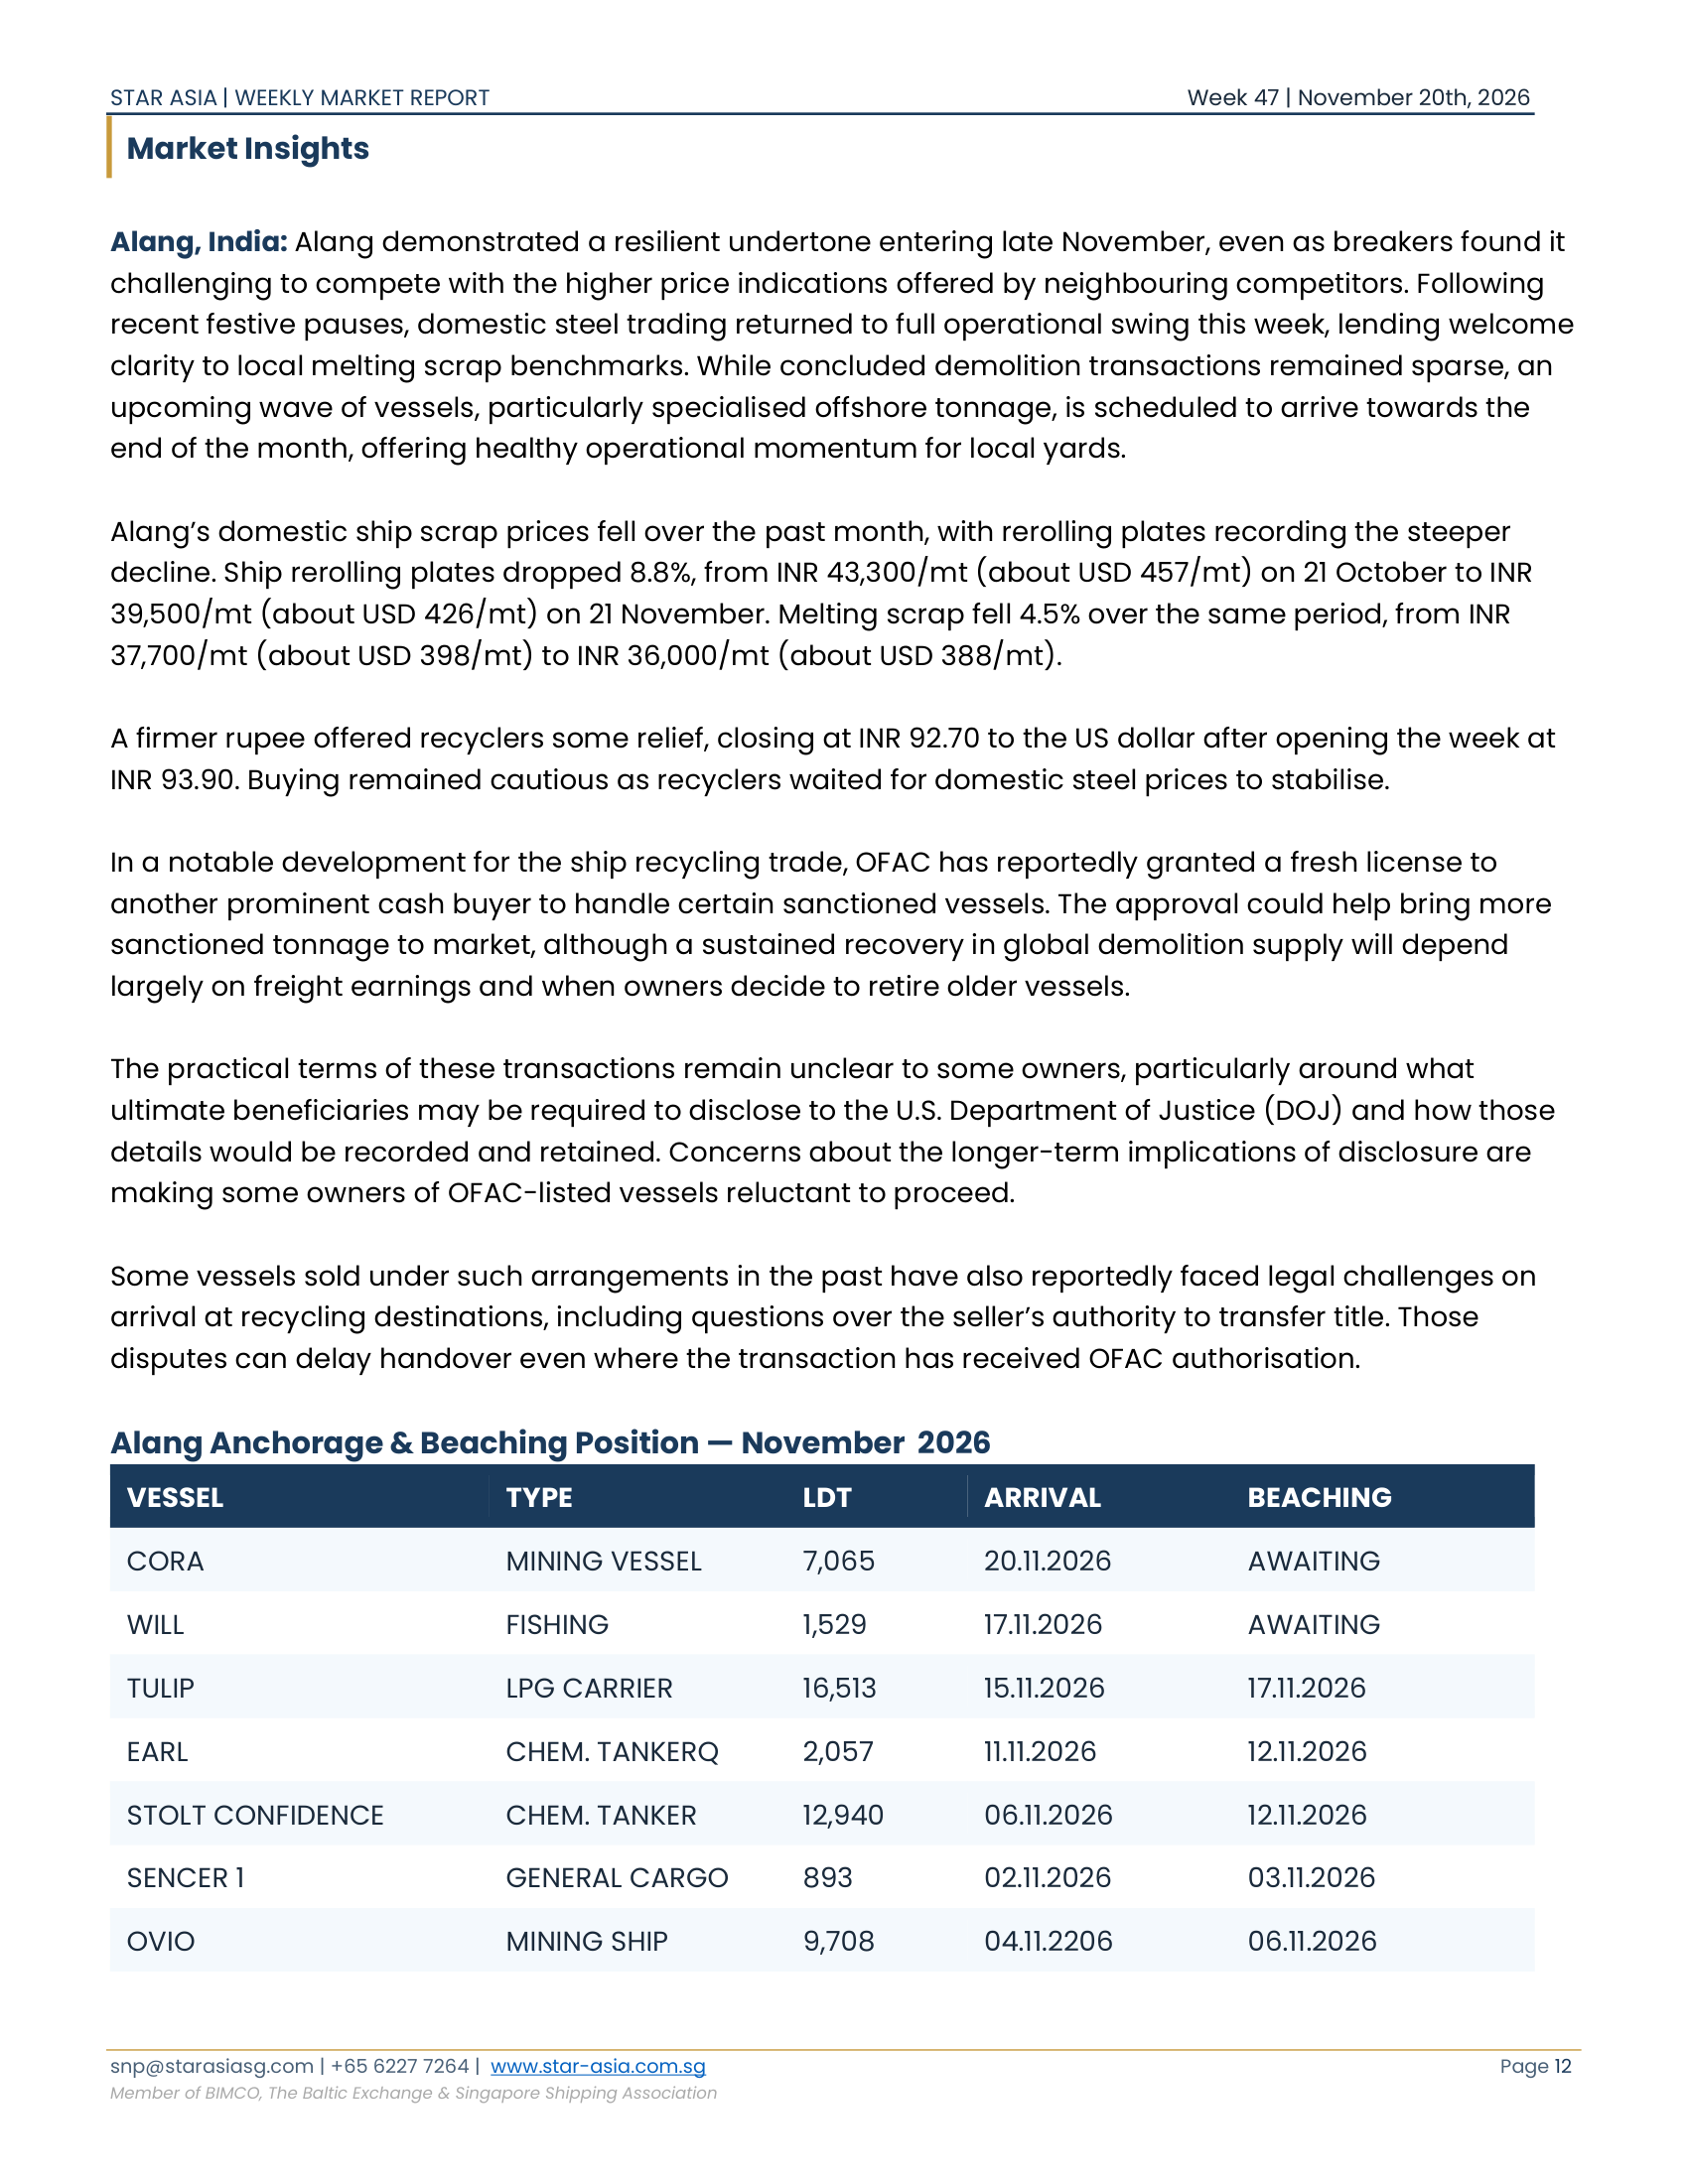 STAR ASIA | WEEKLY MARKET REPORT Week 47 | November 20th, 2026
Market Insights
Alang, India: Alang demonstrated a resilient undertone entering late November, even as breakers found it
challenging to compete with the higher price indications offered by neighbouring competitors. Following
recent festive pauses, domestic steel trading returned to full operational swing this week, lending welcome
clarity to local melting scrap benchmarks. While concluded demolition transactions remained sparse, an
upcoming wave of vessels, particularly specialised offshore tonnage, is scheduled to arrive towards the
end of the month, offering healthy operational momentum for local yards.
Alang’s domestic ship scrap prices fell over the past month, with rerolling plates recording the steeper
decline. Ship rerolling plates dropped 8.8%, from INR 43,300/mt (about USD 457/mt) on 21 October to INR
39,500/mt (about USD 426/mt) on 21 November. Melting scrap fell 4.5% over the same period, from INR
37,700/mt (about USD 398/mt) to INR 36,000/mt (about USD 388/mt).
A firmer rupee offered recyclers some relief, closing at INR 92.70 to the US dollar after opening the week at
INR 93.90. Buying remained cautious as recyclers waited for domestic steel prices to stabilise.
In a notable development for the ship recycling trade, OFAC has reportedly granted a fresh license to
another prominent cash buyer to handle certain sanctioned vessels. The approval could help bring more
sanctioned tonnage to market, although a sustained recovery in global demolition supply will depend
largely on freight earnings and when owners decide to retire older vessels.
The practical terms of these transactions remain unclear to some owners, particularly around what
ultimate beneficiaries may be required to disclose to the U.S. Department of Justice (DOJ) and how those
details would be recorded and retained. Concerns about the longer-term implications of disclosure are
making some owners of OFAC-listed vessels reluctant to proceed.
Some vessels sold under such arrangements in the past have also reportedly faced legal challenges on
arrival at recycling destinations, including questions over the seller’s authority to transfer title. Those
disputes can delay handover even where the transaction has received OFAC authorisation.
Alang Anchorage & Beaching Position — November 2026
VESSEL TYPE LDT ARRIVAL BEACHING
CORA MINING VESSEL 7,065 20.11.2026 AWAITING
WILL FISHING 1,529 17.11.2026 AWAITING
TULIP LPG CARRIER 16,513 15.11.2026 17.11.2026
EARL CHEM. TANKERQ 2,057 11.11.2026 12.11.2026
STOLT CONFIDENCE CHEM. TANKER 12,940 06.11.2026 12.11.2026
SENCER 1 GENERAL CARGO 893 02.11.2026 03.11.2026
OVIO MINING SHIP 9,708 04.11.2206 06.11.2026
snp@starasiasg.com | +65 6227 7264 | www.star-asia.com.sg Page 12
Member of BIMCO, The Baltic Exchange & Singapore Shipping Association